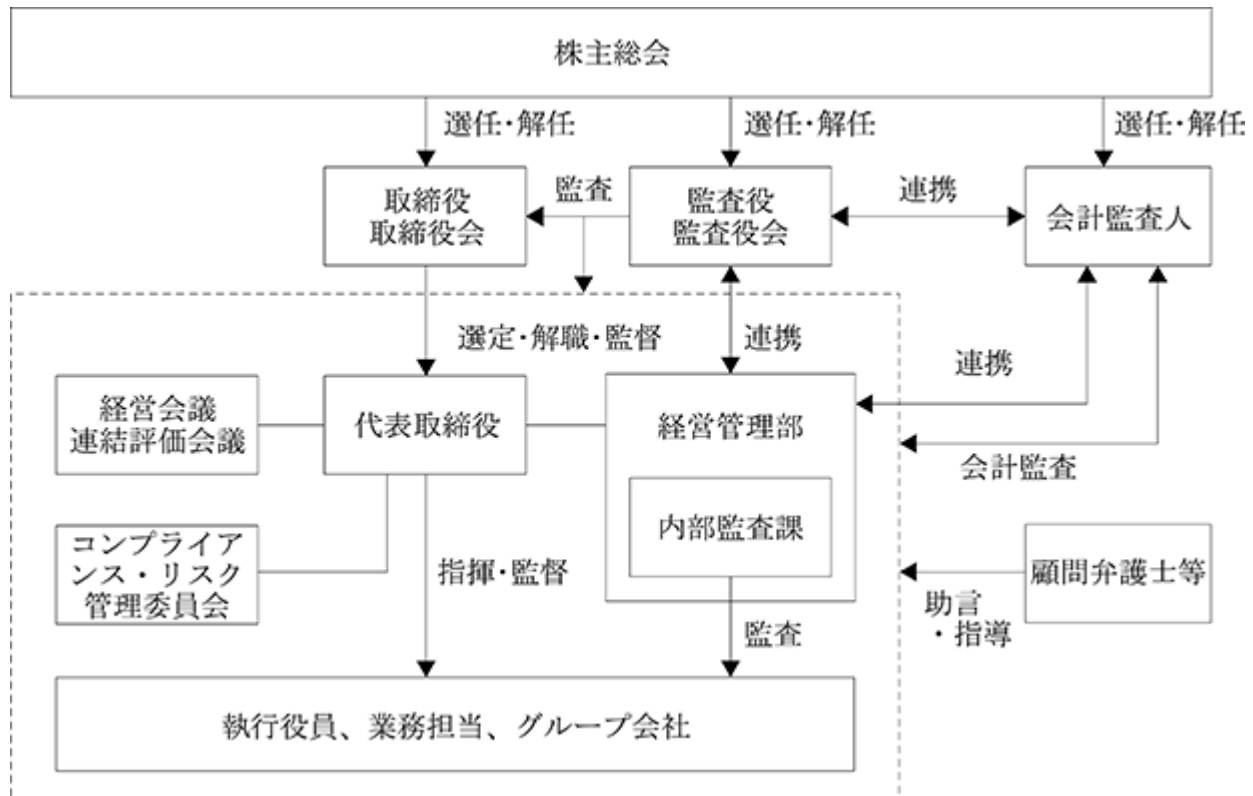 株主総会
選任・解任
選任・解任
選任・解任
取締役
取締役会
監査
監査役
監査役会
連携
会計監査人
選定・解職・監督
連携
連携
経営会議
連結評価会議
代表取締役
経営管理部
会計監査
内部監査課
コンプライア
ンス・リスク
管理委員会
指揮・監督
顧問弁護士等
助言
・指導
監査
執行役員、業務担当、グループ会社